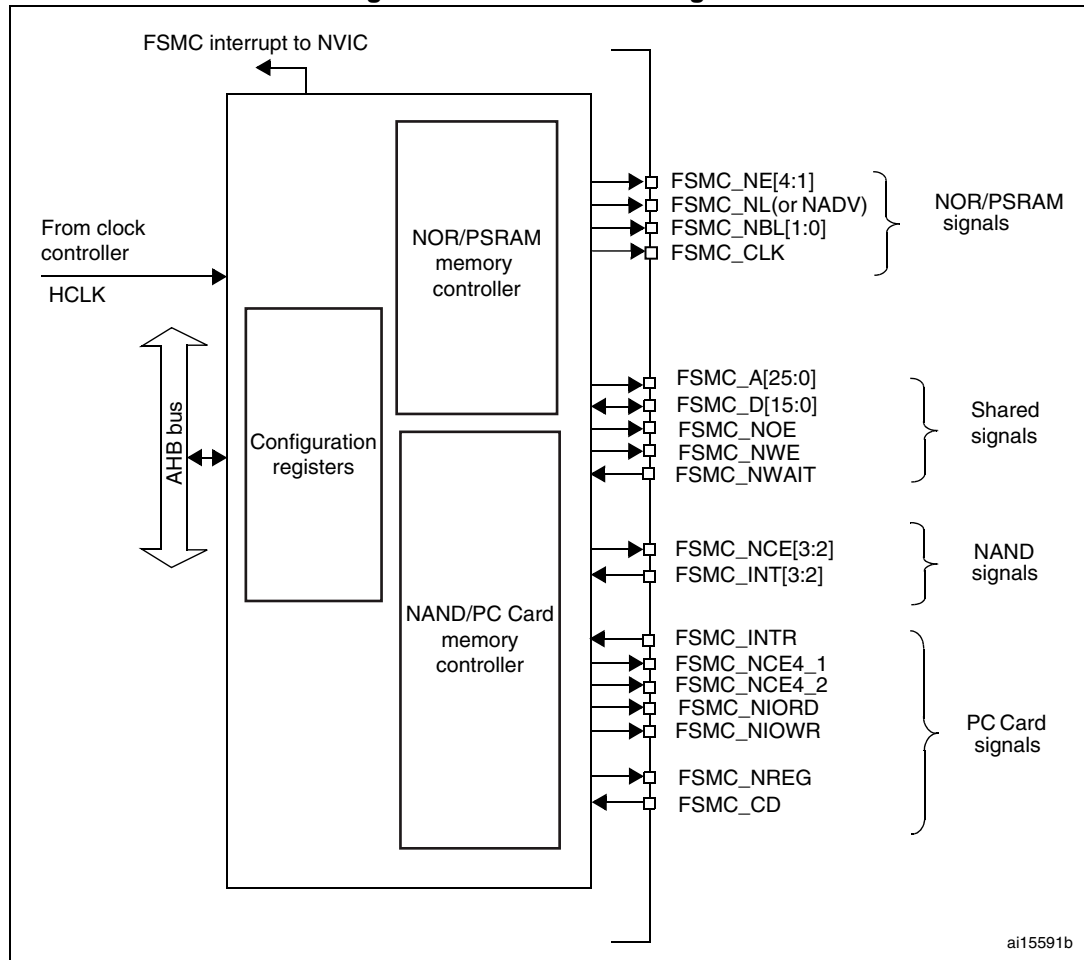 FSMC interrupt to NVIC
From clock
controller
HCLK
AHB bus
Configuration
registers
NOR/PSRAM
memory
controller
NAND/PC Card
memory
controller
FSMC_NE[4:1]
FSMC_NL(or NADV)
FSMC_NBL[1:0]
FSMC_CLK
NOR/PSRAM
signals
FSMC_A[25:0]
FSMC_D[15:0]
FSMC_NOE
FSMC_NWE
FSMC_NWAIT
Shared
signals
FSMC_NCE[3:2]
FSMC_INT[3:2]
NAND
signals
FSMC_INTR
FSMC_NCE4_1
FSMC_NCE4_2
FSMC_NIORD
FSMC_NIOWR
FSMC_NREG
FSMC_CD
PC Card
signals
ai15591b